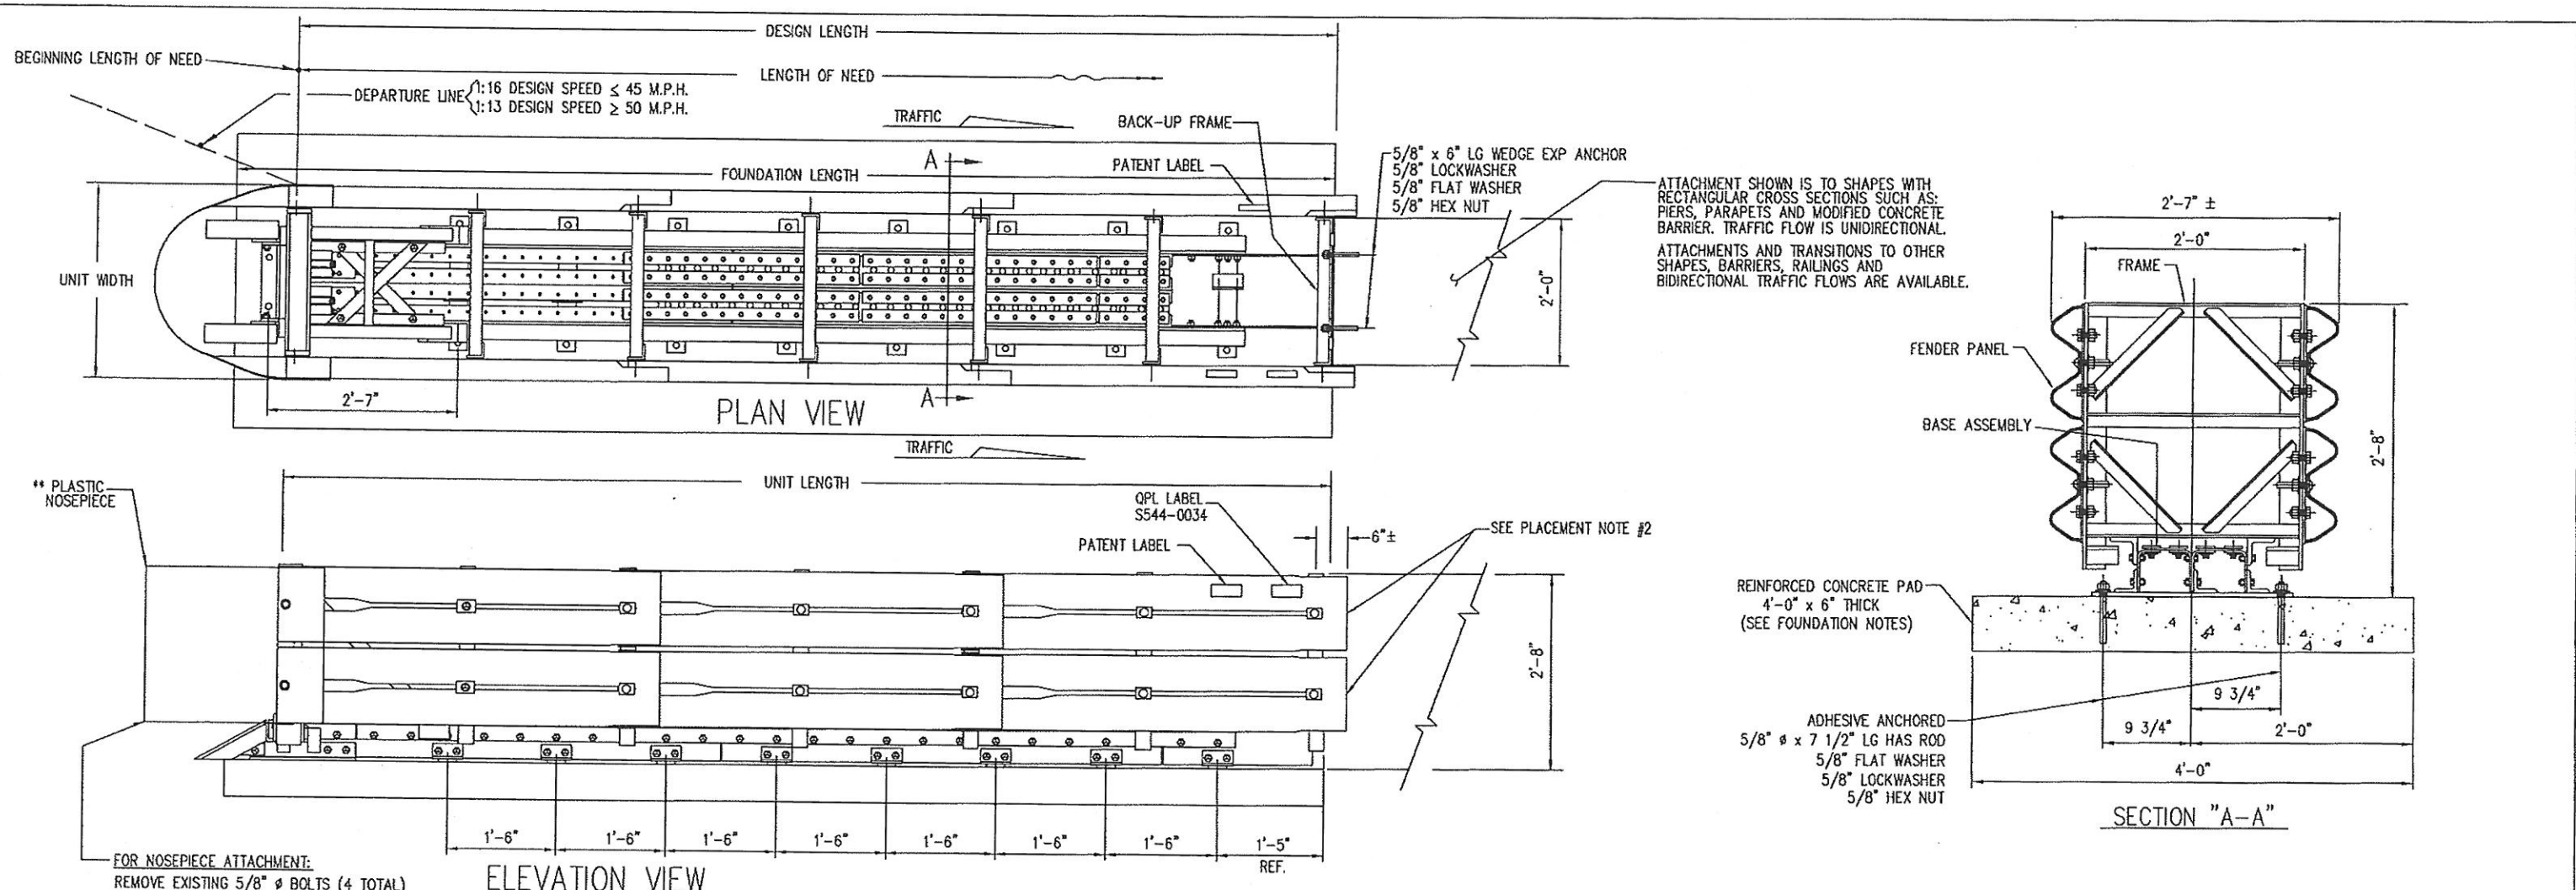 DESIGN LENGTH
BEGINNING LENGTH OF NEED
LENGTH OF NEED
DEPARTURE LINE
1:16 DESIGN SPEED ≤ 45 M.P.H.
1:13 DESIGN SPEED ≥ 50 M.P.H.
TRAFFIC
BACK-UP FRAME
A
PATENT LABEL
FOUNDATION LENGTH
5/8" x 6" LG WEDGE EXP ANCHOR
5/8" LOCKWASHER
5/8" FLAT WASHER
5/8" HEX NUT
ATTACHMENT SHOWN IS TO SHAPES WITH
RECTANGULAR CROSS SECTIONS SUCH AS:
PIERS, PARAPETS AND MODIFIED CONCRETE
BARRIER. TRAFFIC FLOW IS UNIDIRECTIONAL.
ATTACHMENTS AND TRANSITIONS TO OTHER
SHAPES, BARRIERS, RAILINGS AND
BIDIRECTIONAL TRAFFIC FLOWS ARE AVAILABLE.
UNIT WIDTH
2'-0"
2'-7"
A
PLAN VIEW
TRAFFIC
** PLASTIC
NOSEPIECE
UNIT LENGTH
QPL LABEL
S544-0034
PATENT LABEL
6"±
SEE PLACEMENT NOTE #2
2'-8"
1'-6"
1'-6"
1'-6"
1'-6"
1'-6"
1'-6"
1'-6"
1'-5"
REF.
FOR NOSEPIECE ATTACHMENT:
REMOVE EXISTING 5/8" ø BOLTS (4 TOTAL)
ELEVATION VIEW
2'-7" ±
2'-0"
FRAME
FENDER PANEL
BASE ASSEMBLY
2'-8"
REINFORCED CONCRETE PAD
4'-0" x 6" THICK
(SEE FOUNDATION NOTES)
9 3/4"
9 3/4"
2'-0"
4'-0"
ADHESIVE ANCHORED
5/8" ø x 7 1/2" LG HAS ROD
5/8" FLAT WASHER
5/8" LOCKWASHER
5/8" HEX NUT
SECTION "A-A"